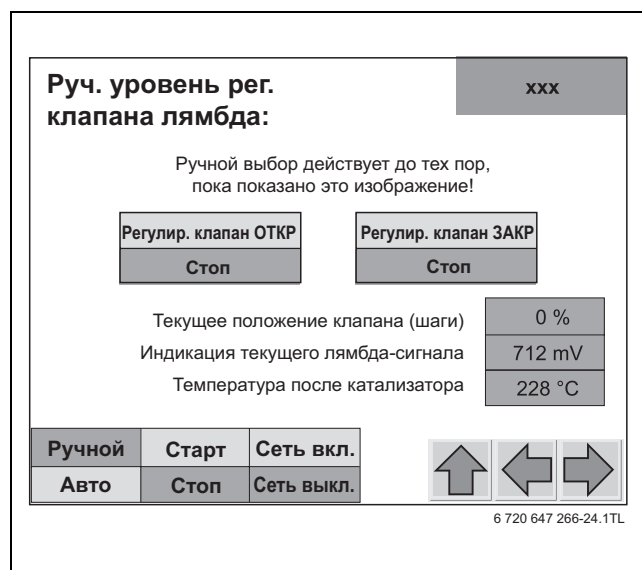 Руч. уровень рег.
клапана лямбда:
xxx
Ручной выбор действует до тех пор,
пока показано это изображение!
Регулир. клапан ОТКР
Стоп
Регулир. клапан ЗАКР
Стоп
Текущее положение клапана (шаги)
0 %
Индикация текущего лямбда-сигнала
712 mV
Температура после катализатора
228 °C
Ручной Старт Сеть вкл.
Авто Стоп Сеть выкл.
6 720 647 266-24.1TL